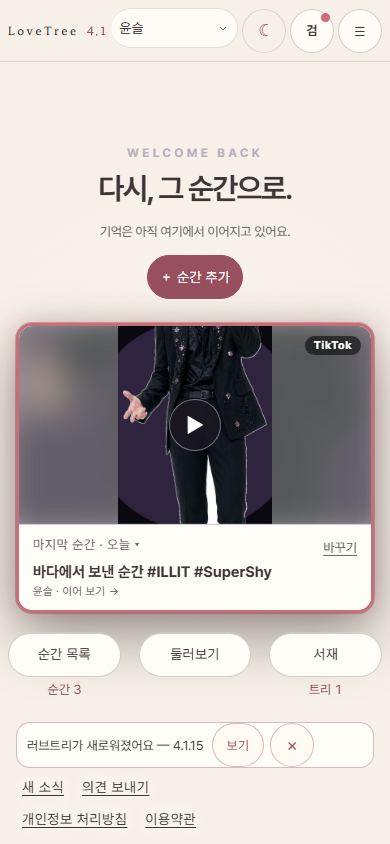 LoveTree 4.1 윤슬 검
WELCOME BACK
다시, 그 순간으로.
기억은 아직 여기에서 이어지고 있어요.
+ 순간 추가
TikTok
마지막 순간 · 오늘
바꾸기
바다에서 보낸 순간 #ILLIT #SuperShy
윤슬 · 이어 보기 →
순간 목록 둘러보기 서재
순간 3 트리 1
러브트리가 새로워졌어요 — 4.1.15 보기 ✕
새 소식 의견 보내기
개인정보 처리방침 이용약관